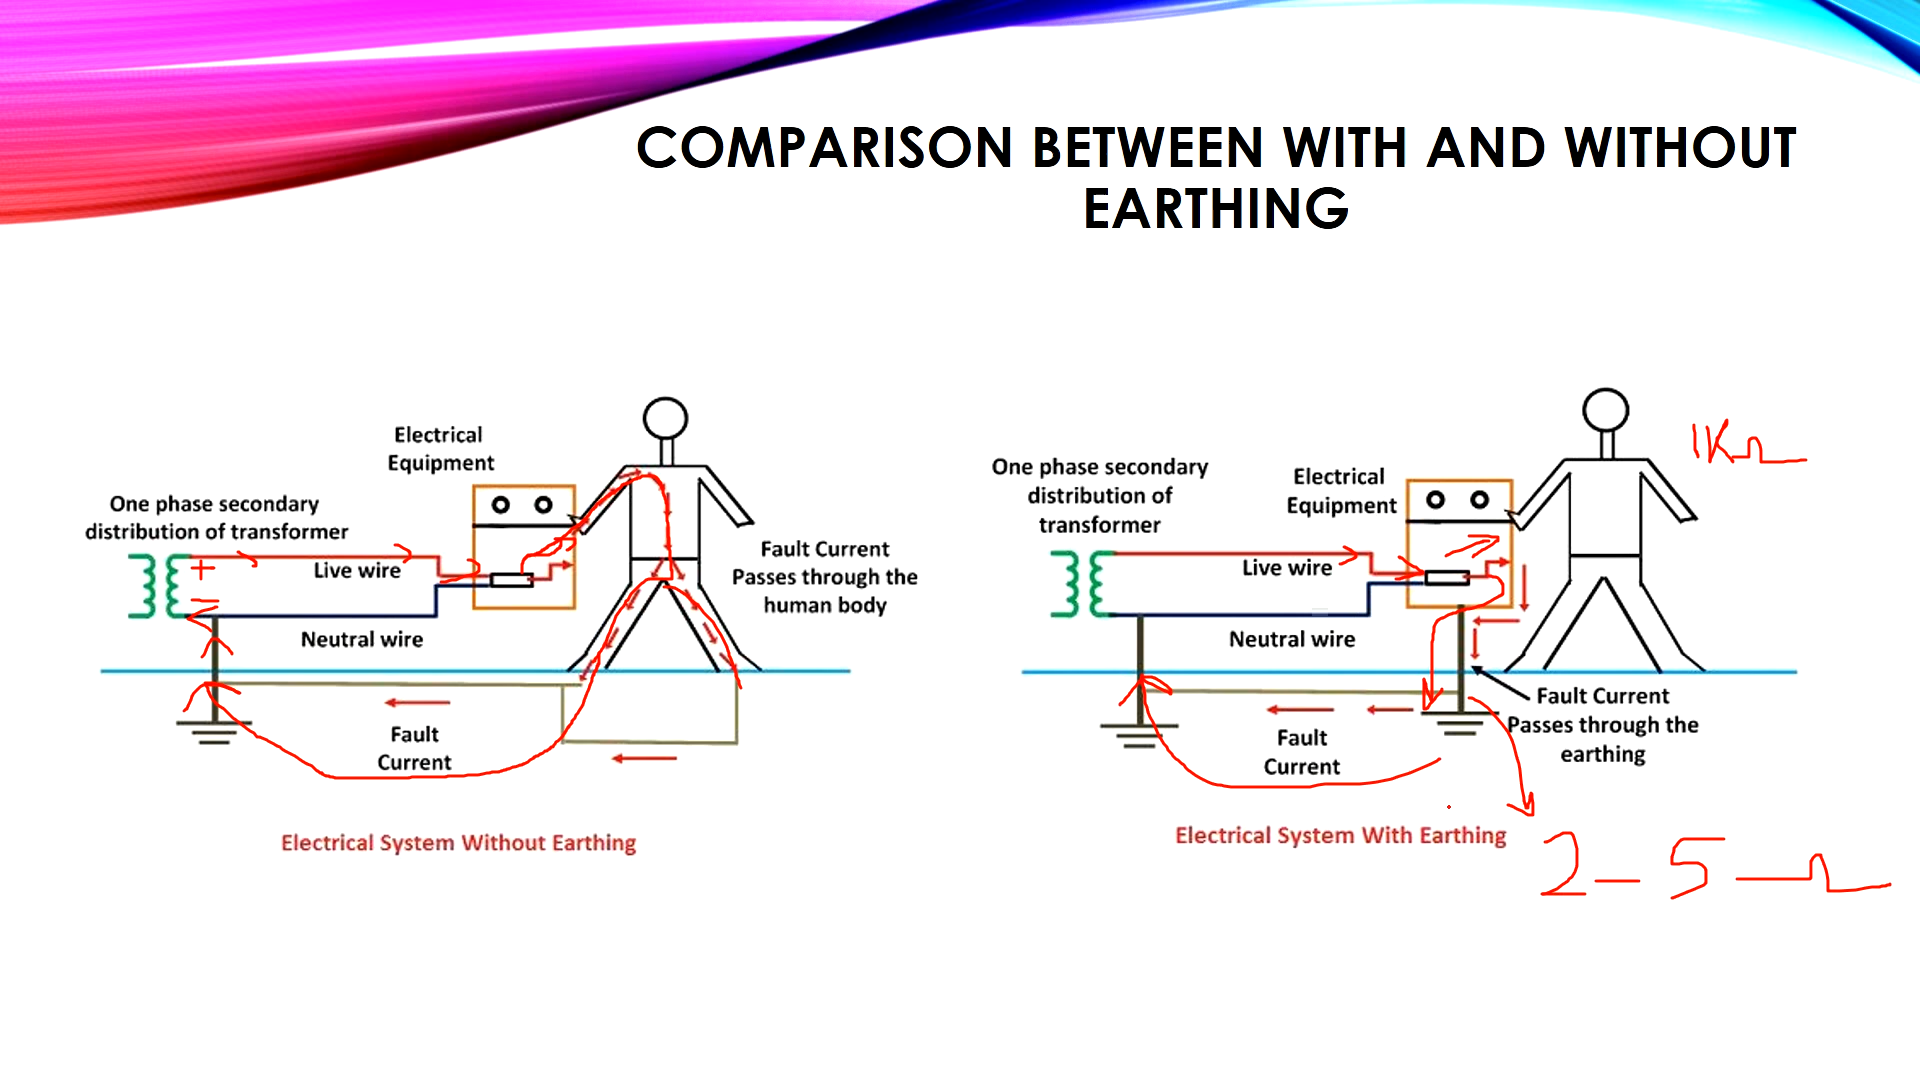 COMPARISON BETWEEN WITH AND WITHOUT
EARTHING
Electrical
Equipment
One phase secondary
distribution of transformer
+
Live wire
−
Neutral wire
Fault Current
Passes through the
human body
Fault
Current
Electrical System Without Earthing
1KΩ
One phase secondary
distribution of
transformer
Electrical
Equipment
Live wire
Neutral wire
Fault Current
Passes through the
earthing
Fault
Current
Electrical System With Earthing
2-5-Ω